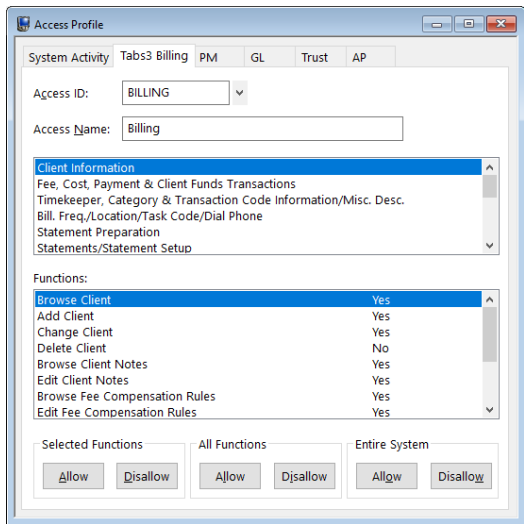 Access Profile
System Activity Tabs3 Billing PM GL Trust AP
Access ID: BILLING
Access Name: Billing
Client Information
Fee, Cost, Payment & Client Funds Transactions
Timekeeper, Category & Transaction Code Information/Misc. Desc.
Bill. Freq./Location/Task Code/Dial Phone
Statement Preparation
Statements/Statement Setup
Functions:
Browse Client Yes
Add Client Yes
Change Client Yes
Delete Client No
Browse Client Notes Yes
Edit Client Notes Yes
Browse Fee Compensation Rules Yes
Edit Fee Compensation Rules Yes
Selected Functions All Functions Entire System
Allow Disallow Allow Disallow Allow Disallow